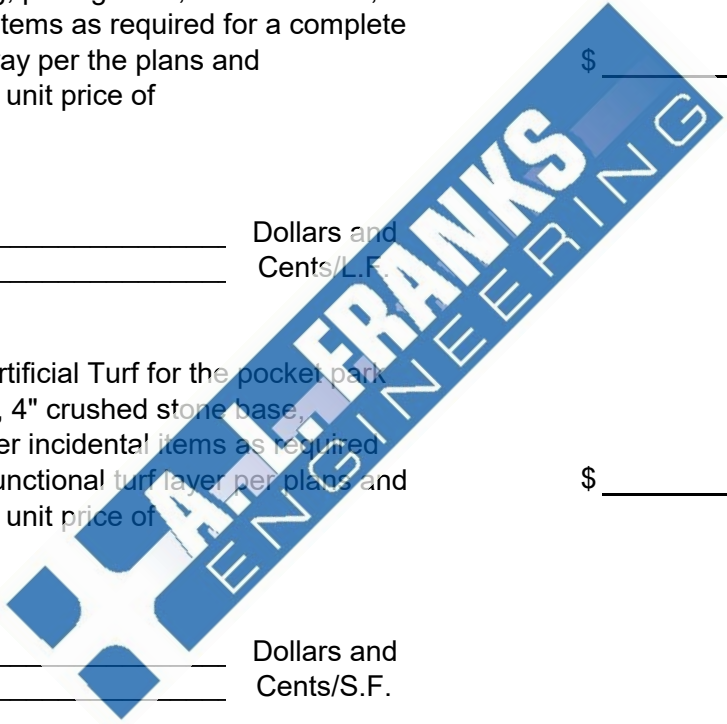 tems as required for a complete
ay per the plans and $
unit price of
Dollars and
Cents/L.F.
rtificial Turf for the pocket park
, 4" crushed stone base,
er incidental items as required
unctional turf layer per plans and $
unit price of
Dollars and
Cents/S.F.
A.L.FRANKS
ENGINEERING